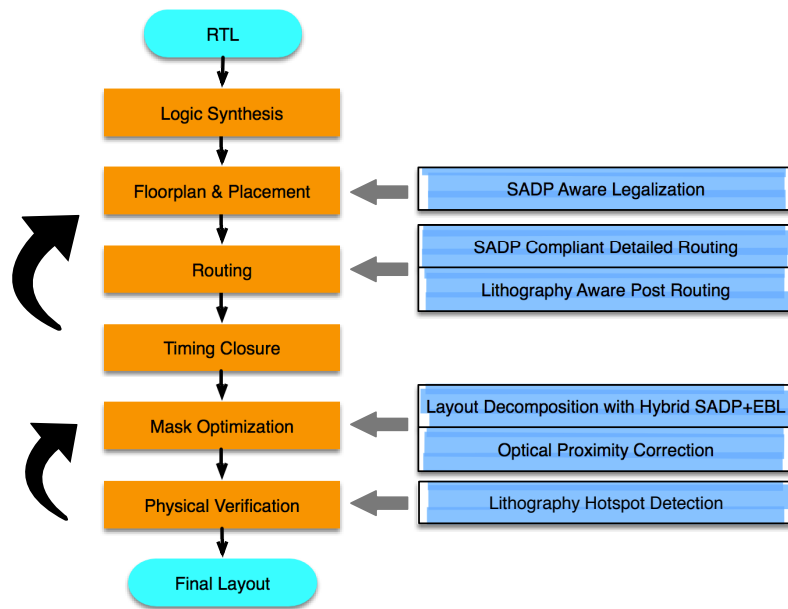 RTL
Logic Synthesis
Floorplan & Placement
SADP Aware Legalization
SADP Compliant Detailed Routing
Routing
Lithography Aware Post Routing
Timing Closure
Layout Decomposition with Hybrid SADP+EBL
Mask Optimization
Optical Proximity Correction
Physical Verification
Lithography Hotspot Detection
Final Layout